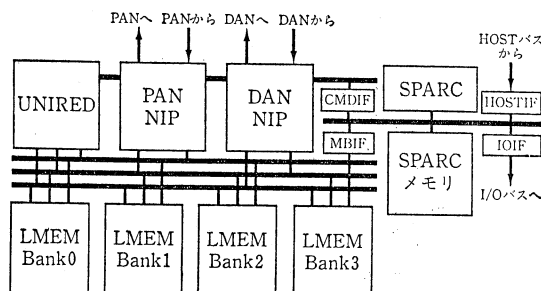 PANへ PANから DANへ DANから
HOSTバス
から
UNIRED
PAN
NIP
DAN
NIP
CMDIF
MBIF
SPARC
HOSTIF
SPARC
メモリ
IOIF
I/Oバスへ
LMEM
Bank0
LMEM
Bank1
LMEM
Bank2
LMEM
Bank3